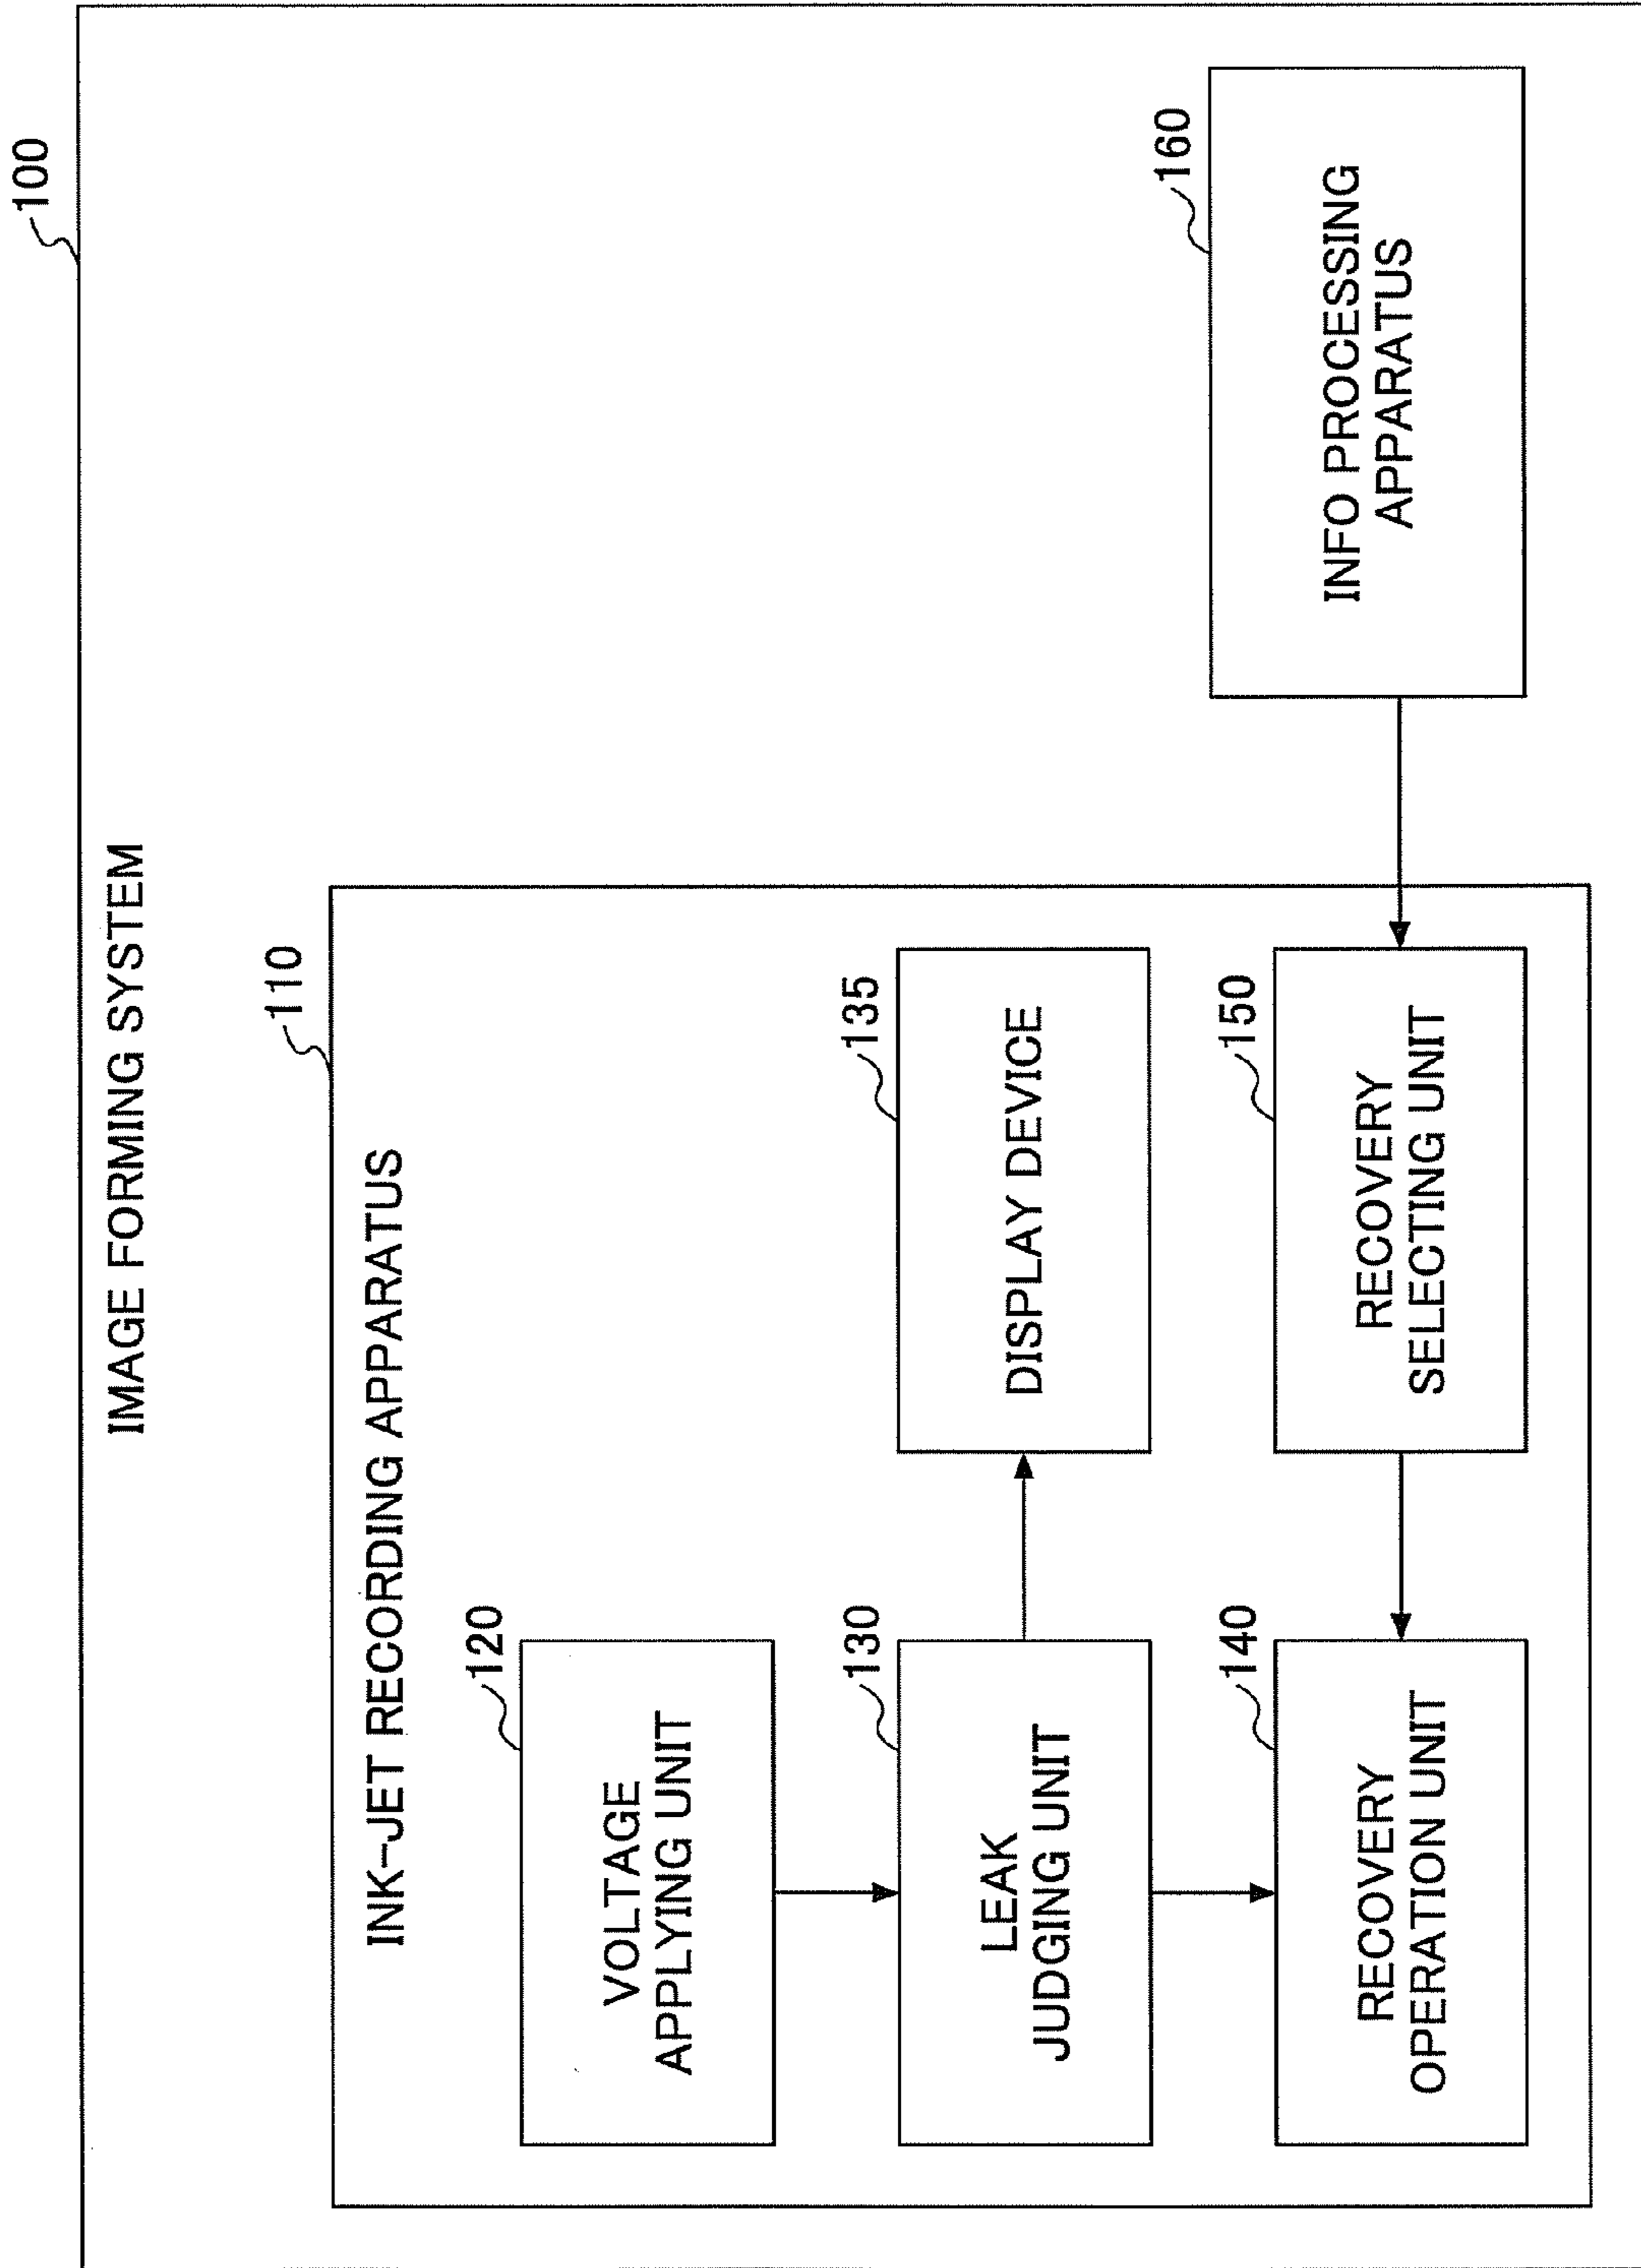 100
IMAGE FORMING SYSTEM
110
INK-JET RECORDING APPARATUS
120
VOLTAGE
APPLYING UNIT
130
LEAK
JUDGING UNIT
135
DISPLAY DEVICE
140
RECOVERY
OPERATION UNIT
150
RECOVERY
SELECTING UNIT
160
INFO PROCESSING
APPARATUS